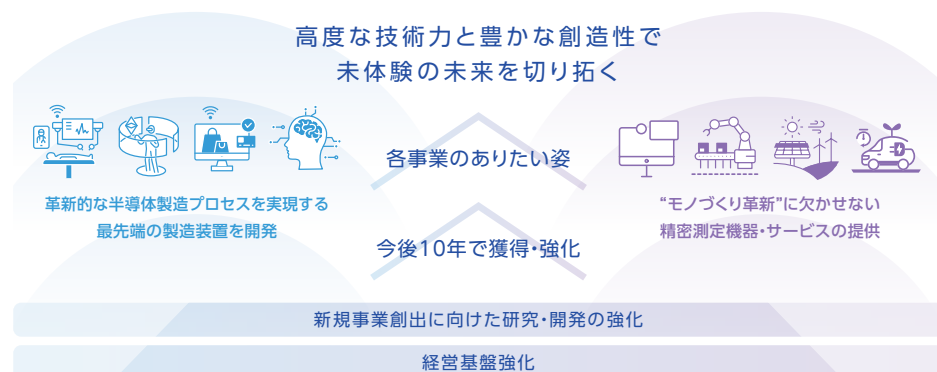 高度な技術力と豊かな創造性で
未体験の未来を切り拓く
各事業のありたい姿
革新的な半導体製造プロセスを実現する
最先端の製造装置を開発
“モノづくり革新”に欠かせない
精密測定機器・サービスの提供
今後10年で獲得・強化
新規事業創出に向けた研究・開発の強化
経営基盤強化